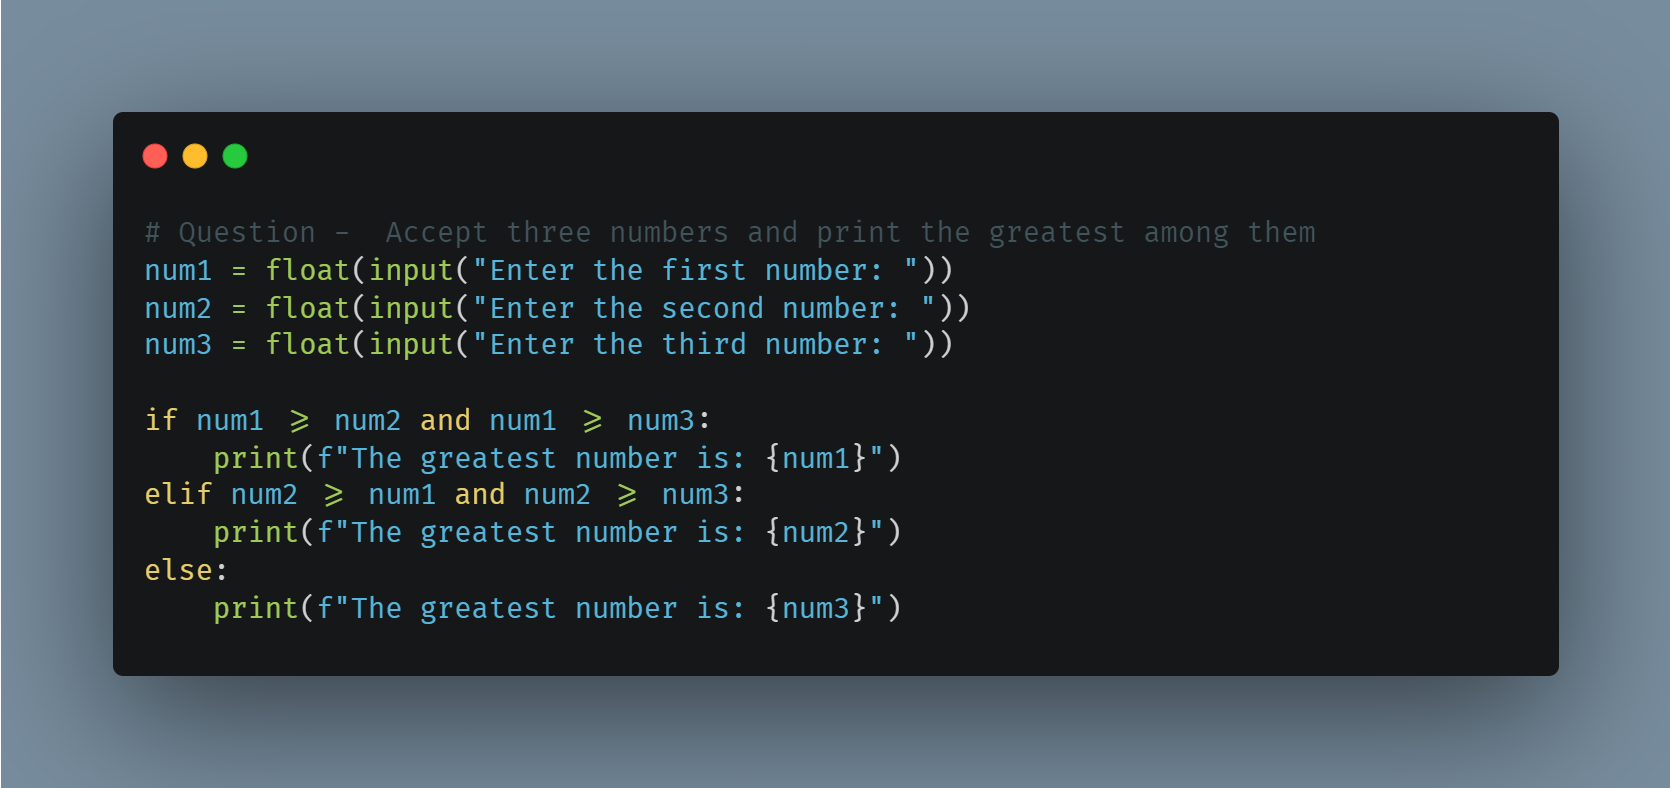 # Question -  Accept three numbers and print the greatest among them
num1 = float(input("Enter the first number: "))
num2 = float(input("Enter the second number: "))
num3 = float(input("Enter the third number: "))

if num1 >= num2 and num1 >= num3:
    print(f"The greatest number is: {num1}")
elif num2 >= num1 and num2 >= num3:
    print(f"The greatest number is: {num2}")
else:
    print(f"The greatest number is: {num3}")